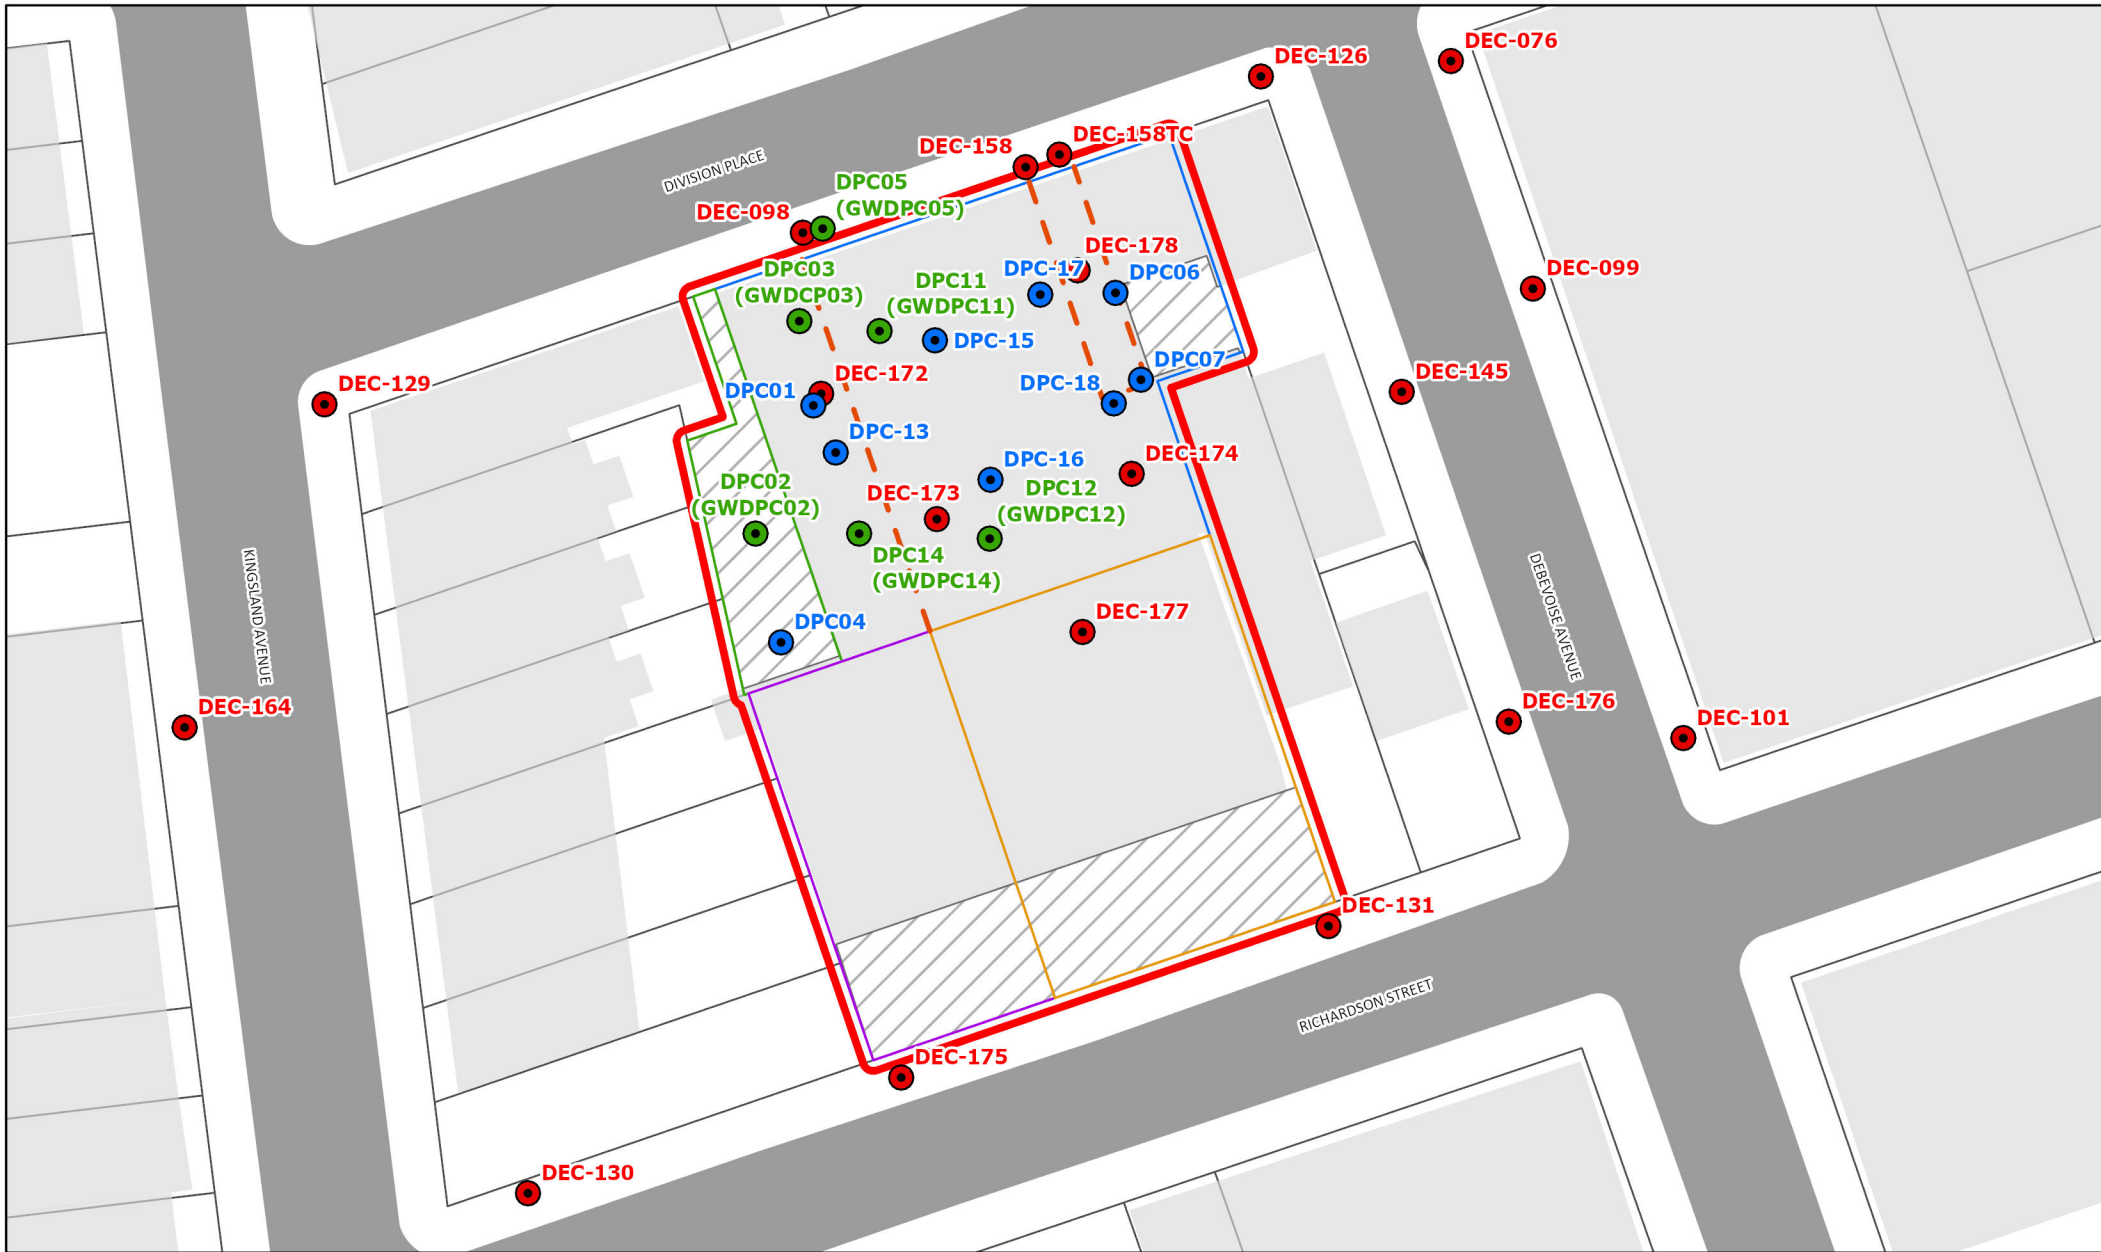 DEC-076
DEC-126
DEC-158TC
DEC-158
DIVISION PLACE
DPC05
(GWDPC05)
DEC-098
DEC-178
DEC-099
DPC03
(GWDCP03)
DPC-17
DPC06
DPC11
(GWDPC11)
DPC-15
DPC07
DEC-145
DEC-172
DEC-129
DPC01
DPC-18
DPC-13
DEC-174
DPC-16
DPC02
(GWDPC02)
DEC-173
DPC12
(GWDPC12)
DPC14
(GWDPC14)
KINGSLAND AVENUE
DEBEVOISE AVENUE
DEC-177
DPC04
DEC-164
DEC-176
DEC-101
DEC-131
RICHARDSON STREET
DEC-175
DEC-130